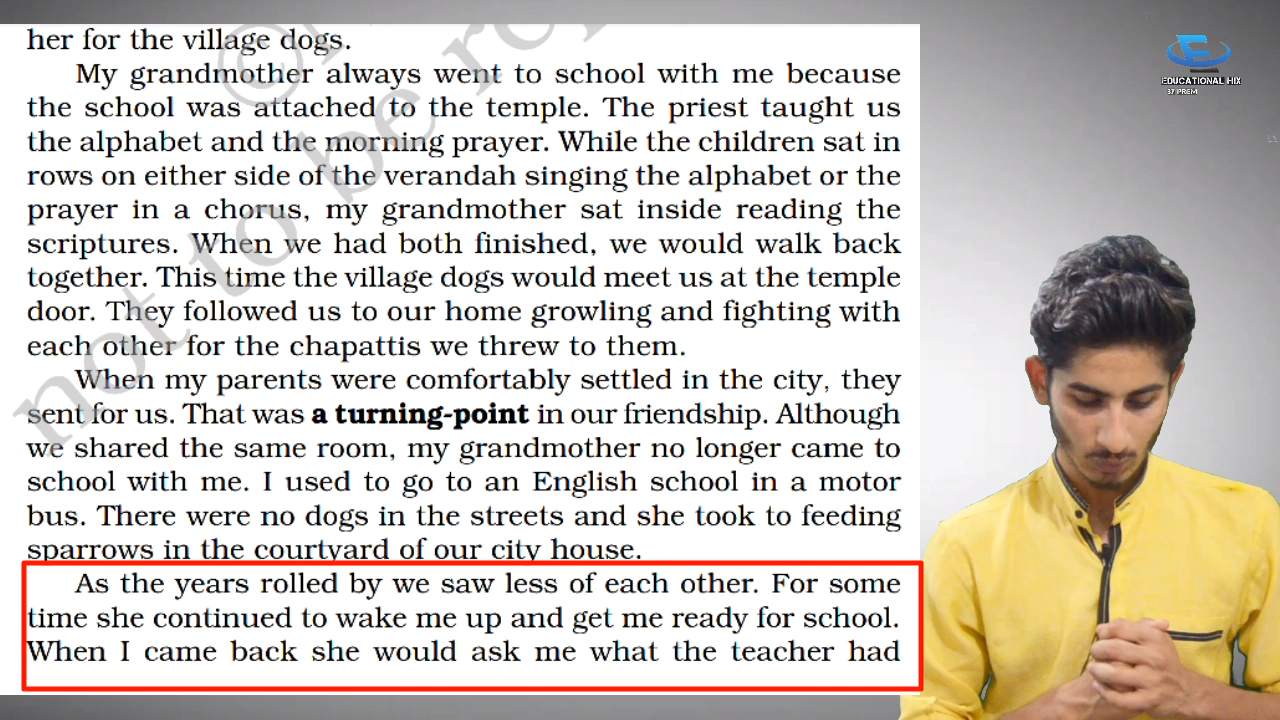 her for the village dogs.
My grandmother always went to school with me because
the school was attached to the temple. The priest taught us
the alphabet and the morning prayer. While the children sat in
rows on either side of the verandah singing the alphabet or the
prayer in a chorus, my grandmother sat inside reading the
scriptures. When we had both finished, we would walk back
together. This time the village dogs would meet us at the temple
door. They followed us to our home growling and fighting with
each other for the chapattis we threw to them.
When my parents were comfortably settled in the city, they
sent for us. That was a turning-point in our friendship. Although
we shared the same room, my grandmother no longer came to
school with me. I used to go to an English school in a motor
bus. There were no dogs in the streets and she took to feeding
sparrows in the courtyard of our city house.
As the years rolled by we saw less of each other. For some
time she continued to wake me up and get me ready for school.
When I came back she would ask me what the teacher had
not to be
EDUCATIONAL HIX
37 PREM